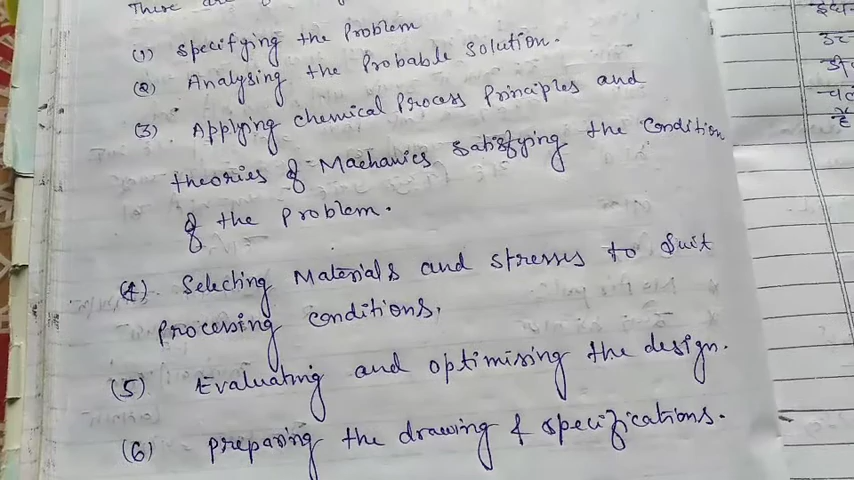 There are
(1) Specifying the Problem
(2) Analysing the Probable Solution.
(3) Applying chemical Process Principles and
theories of Machanics Satisfying the Condition
of the Problem.
(4) Selecting Materials and stresses to Suit
Processing conditions,
(5) Evaluating and optimising the design.
(6) preparing the drawing & specifications.
है